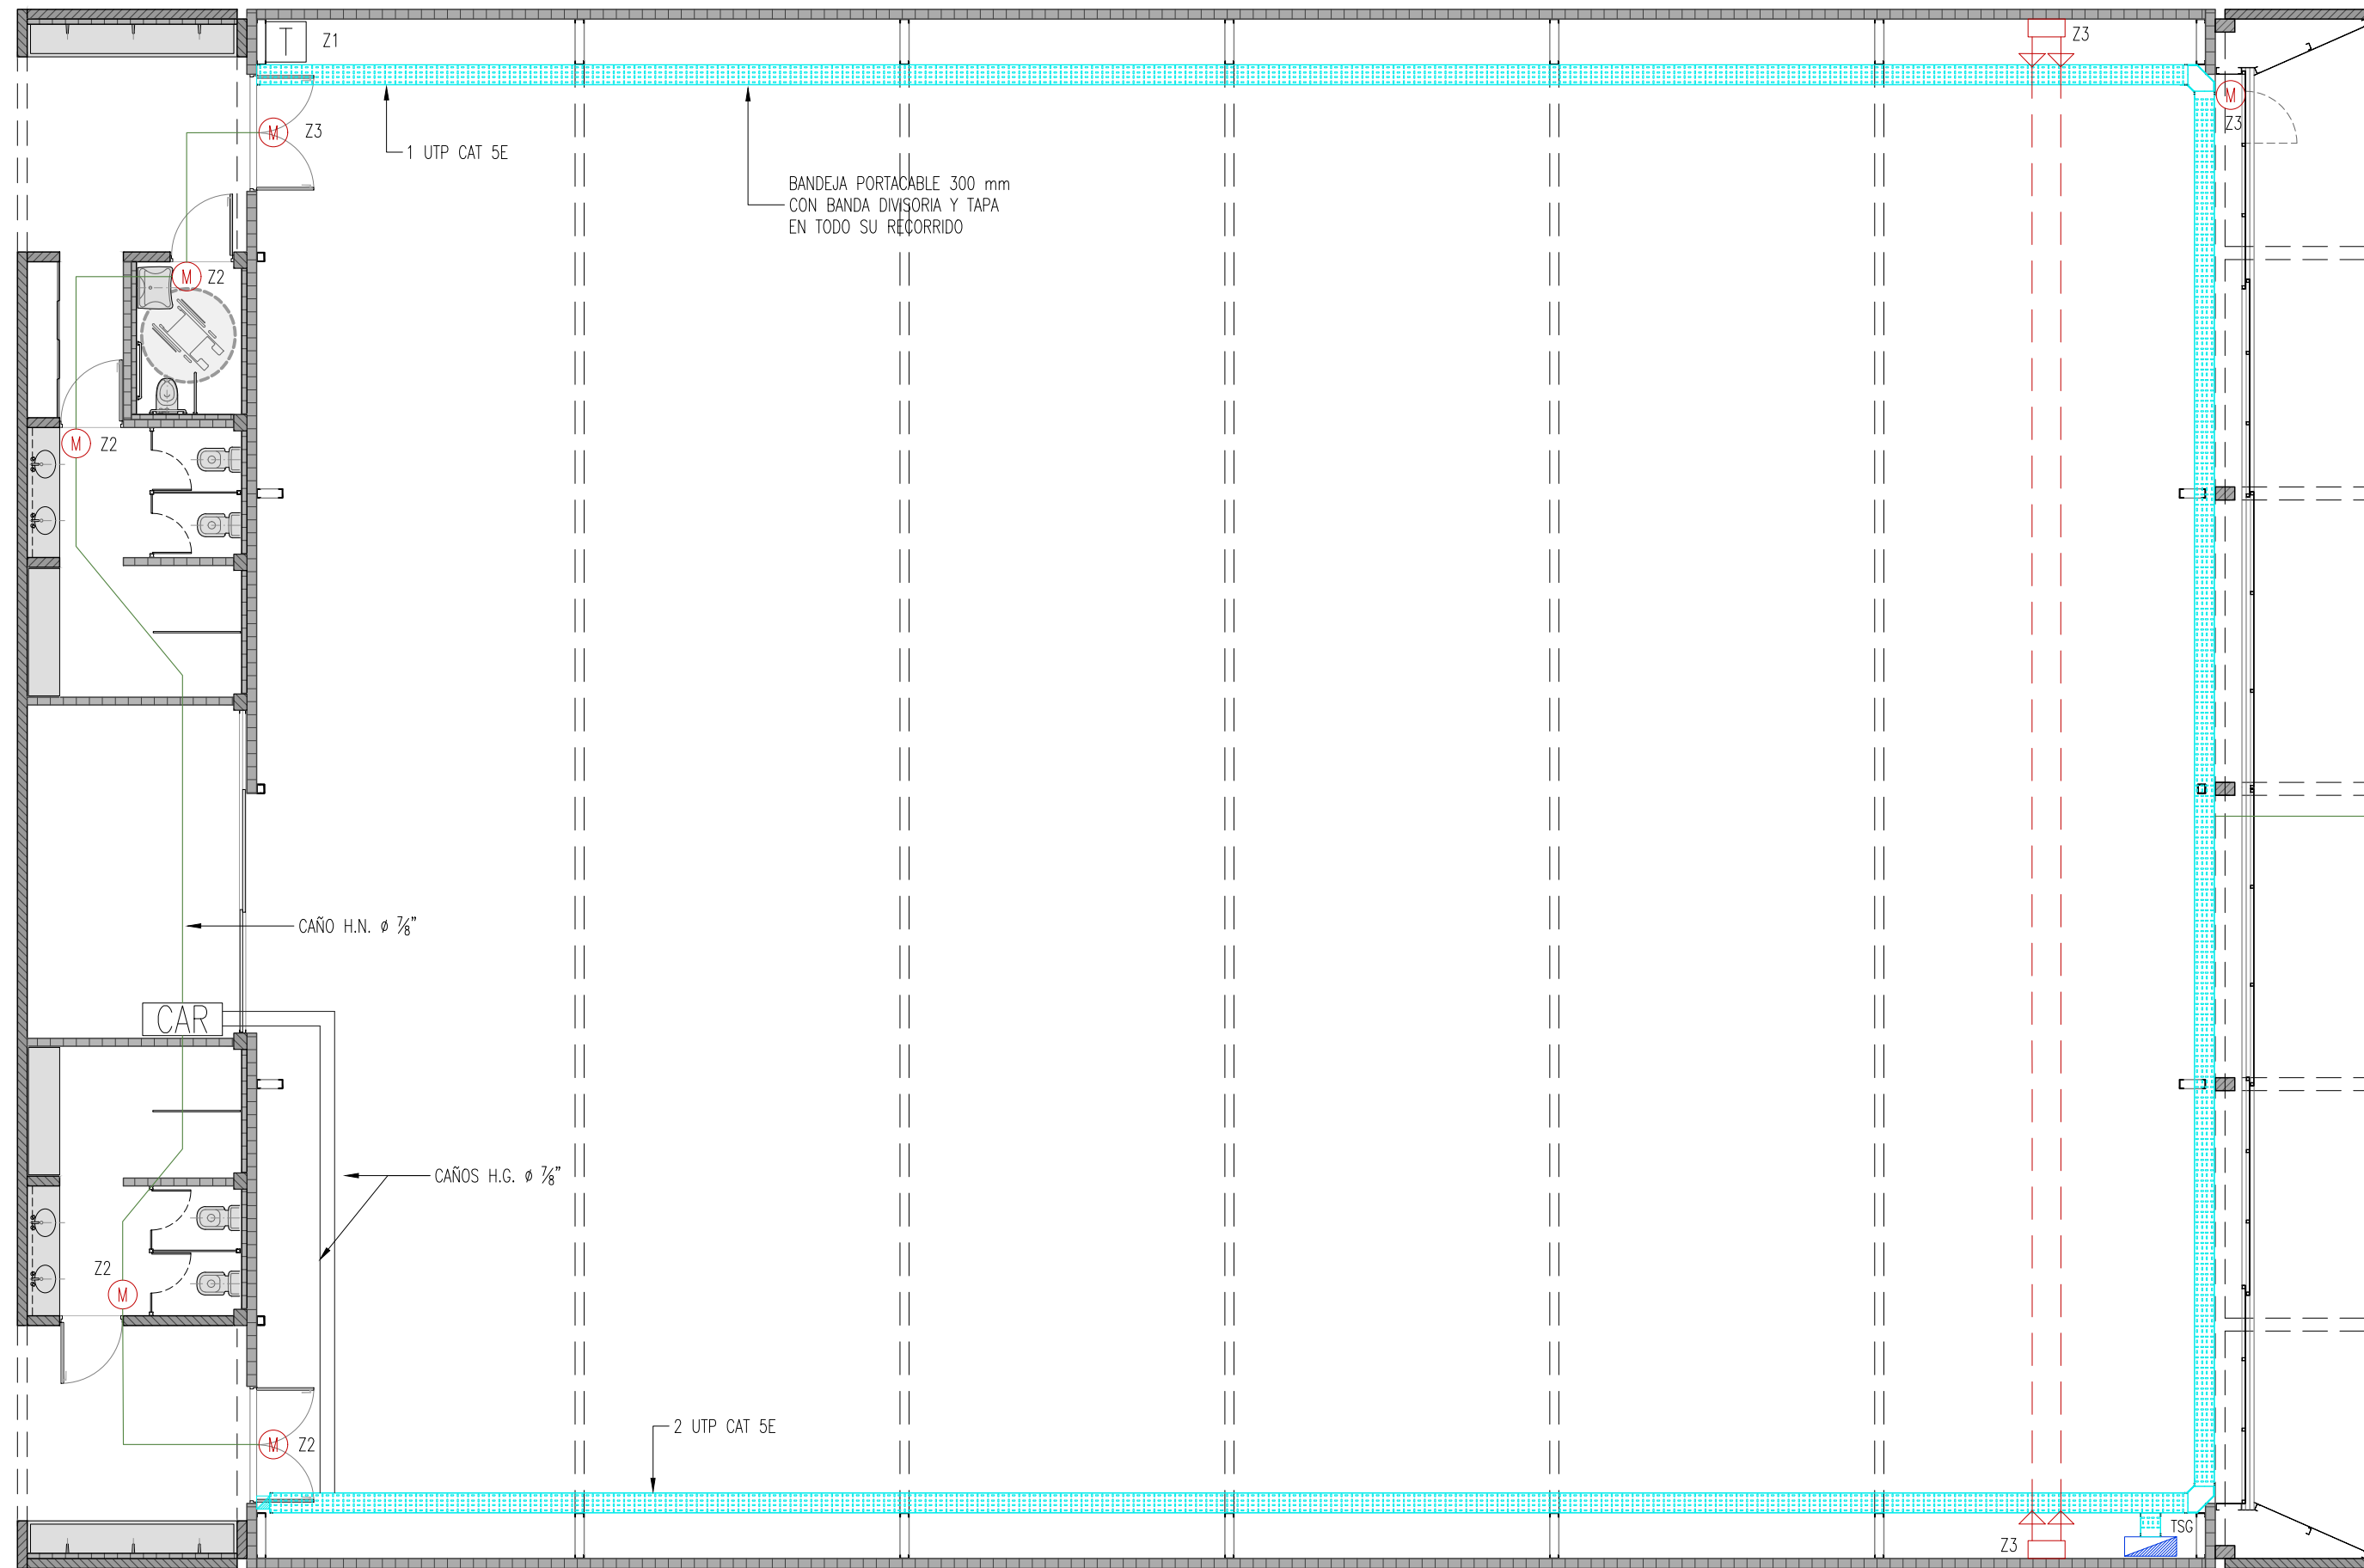 T
Z1
Z3
M
Z3
M
Z3
1 UTP CAT 5E
BANDEJA PORTACABLE 300 mm
CON BANDA DIVISORIA Y TAPA
EN TODO SU RECORRIDO
M
Z2
M
Z2
CAÑO H.N. ø 7/8"
CAR
CAÑOS H.G. ø 7/8"
Z2
M
2 UTP CAT 5E
M
Z2
TSG
Z3